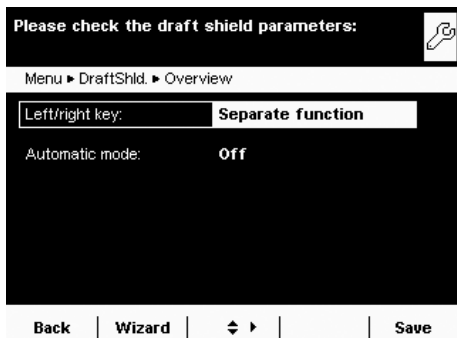 Please check the draft shield parameters:
Menu ▸ DraftShld. ▸ Overview
Left/right key: Separate function
Automatic mode: Off
Back Wizard Save